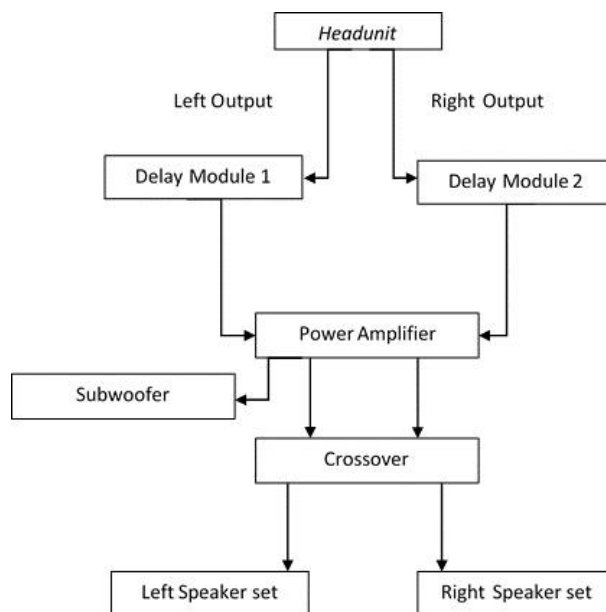 Headunit
Left Output
Right Output
Delay Module 1
Delay Module 2
Power Amplifier
Subwoofer
Crossover
Left Speaker set
Right Speaker set